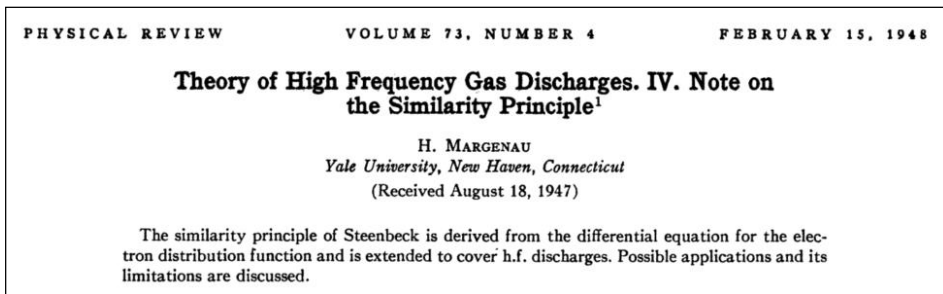 PHYSICAL REVIEW VOLUME 73, NUMBER 4 FEBRUARY 15, 1948
Theory of High Frequency Gas Discharges. IV. Note on
the Similarity Principle¹
H. MARGENAU
Yale University, New Haven, Connecticut
(Received August 18, 1947)
The similarity principle of Steenbeck is derived from the differential equation for the elec-
tron distribution function and is extended to cover h.f. discharges. Possible applications and its
limitations are discussed.